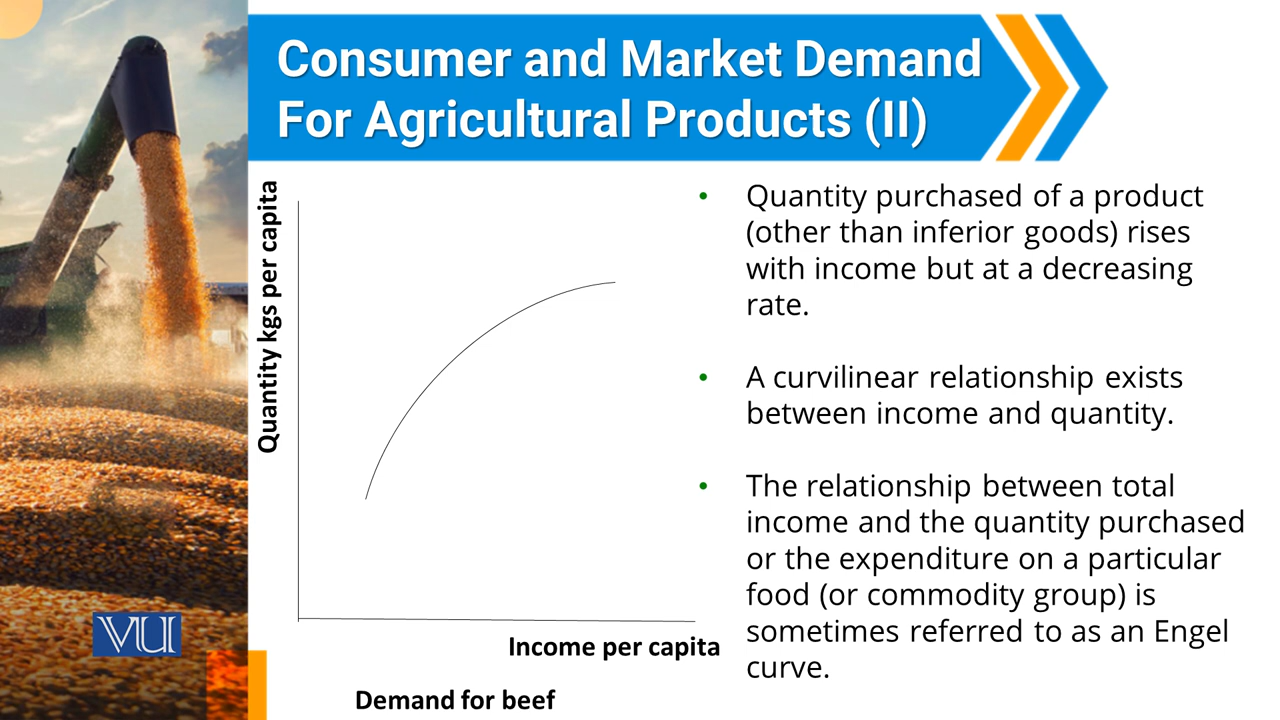 Consumer and Market Demand
For Agricultural Products (II)
Quantity kgs per capita
Income per capita
Demand for beef
• Quantity purchased of a product
(other than inferior goods) rises
with income but at a decreasing
rate.
• A curvilinear relationship exists
between income and quantity.
• The relationship between total
income and the quantity purchased
or the expenditure on a particular
food (or commodity group) is
sometimes referred to as an Engel
curve.
VU